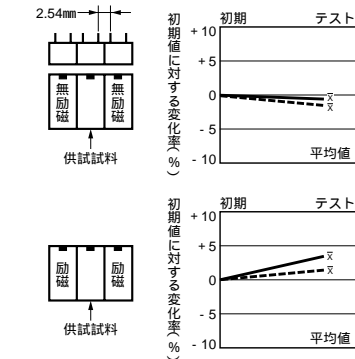 2.54㎜
無励磁
無励磁
供試試料
初期値に対する変化率(%)
初期
テスト
+10
+5
0
-5
-10
x̄
x̄
平均値
励磁
励磁
供試試料
初期値に対する変化率(%)
初期
テスト
+10
+5
0
-5
-10
x̄
x̄
平均値